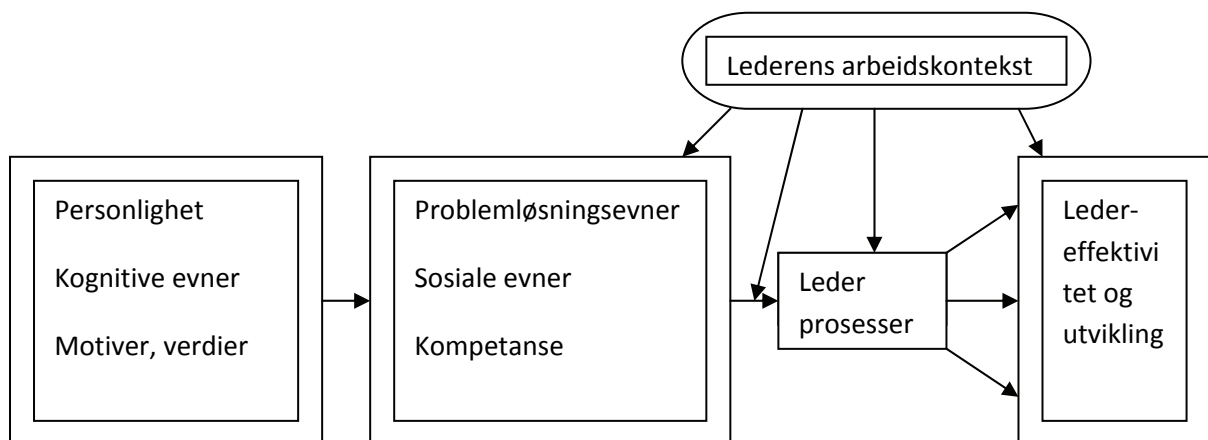 Lederens arbeidskontekst
Personlighet
Kognitive evner
Motiver, verdier
Problemløsningsevner
Sosiale evner
Kompetanse
Leder
prosesser
Leder-
effektivi
tet og
utvikling